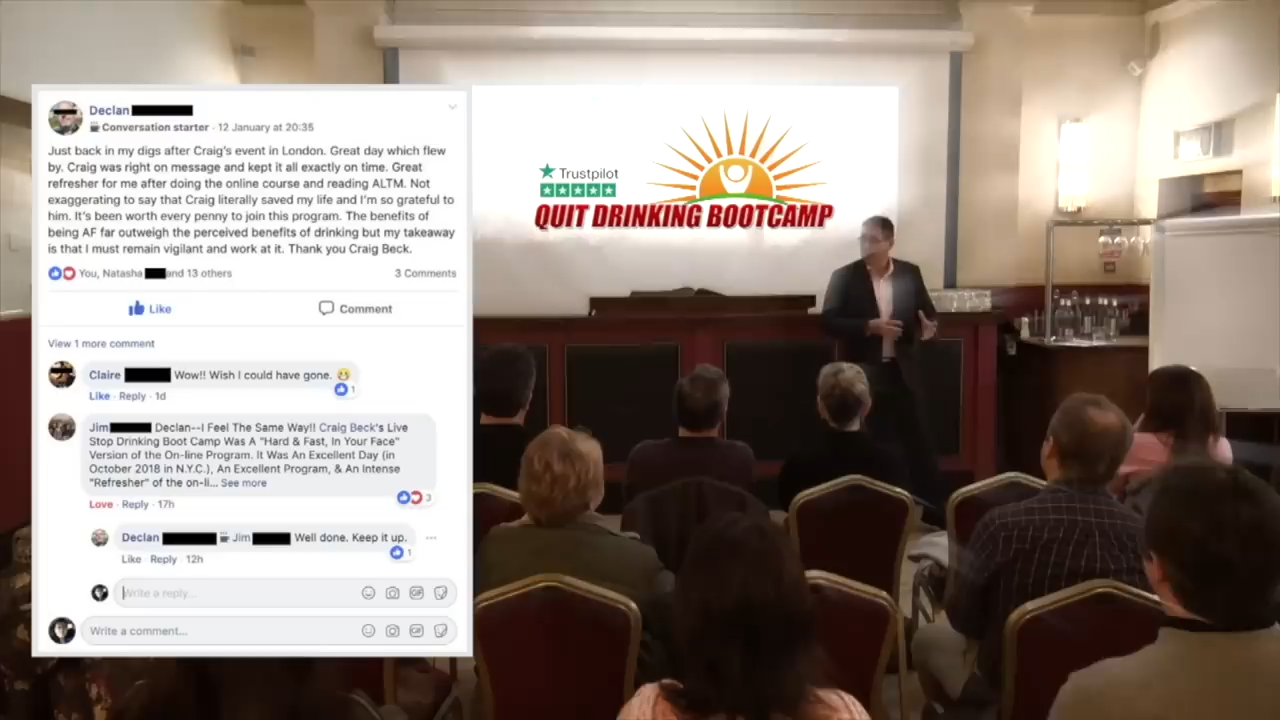 Declan
Conversation starter · 12 January at 20:35
Just back in my digs after Craig's event in London. Great day which flew
by. Craig was right on message and kept it all exactly on time. Great
refresher for me after doing the online course and reading ALTM. Not
exaggerating to say that Craig literally saved my life and I'm so grateful to
him. It's been worth every penny to join this program. The benefits of
being AF far outweigh the perceived benefits of drinking but my takeaway
is that I must remain vigilant and work at it. Thank you Craig Beck.
You, Natasha and 13 others
3 Comments
Like
Comment
View 1 more comment
Claire Wow!! Wish I could have gone.
1
Like · Reply · 1d
Jim Declan--I Feel The Same Way!! Craig Beck's Live
Stop Drinking Boot Camp Was A "Hard & Fast, In Your Face"
Version of the On-line Program. It Was An Excellent Day (in
October 2018 in N.Y.C.), An Excellent Program, & An Intense
"Refresher" of the on-li... See more
3
Love · Reply · 17h
Declan Jim Well done. Keep it up.
1
Like · Reply · 12h
Write a reply...
GIF
Write a comment...
GIF
Trustpilot
QUIT DRINKING BOOTCAMP